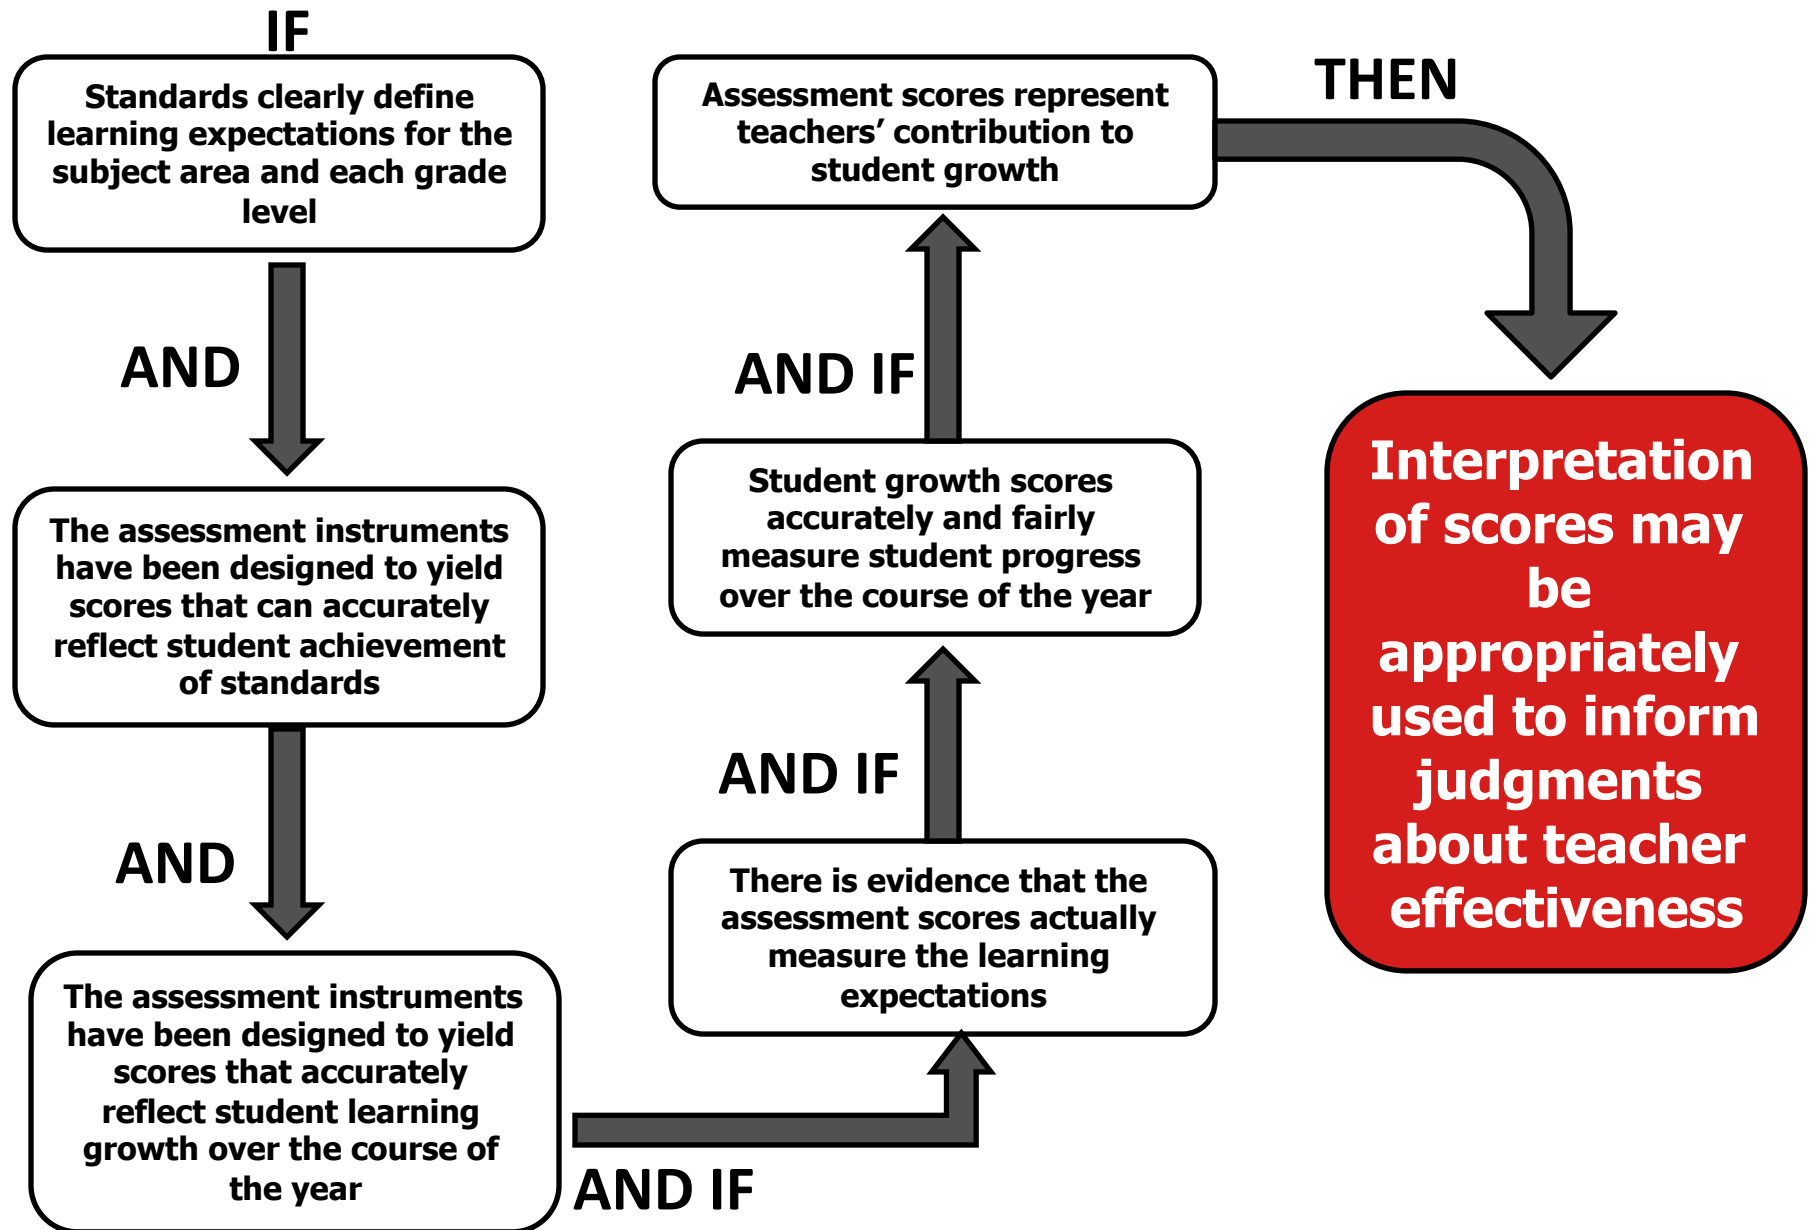 IF
Standards clearly define
learning expectations for the
subject area and each grade
level
AND
The assessment instruments
have been designed to yield
scores that can accurately
reflect student achievement
of standards
AND
The assessment instruments
have been designed to yield
scores that accurately
reflect student learning
growth over the course of
the year
AND IF
There is evidence that the
assessment scores actually
measure the learning
expectations
AND IF
Student growth scores
accurately and fairly
measure student progress
over the course of the year
AND IF
Assessment scores represent
teachers’ contribution to
student growth
THEN
Interpretation
of scores may
be
appropriately
used to inform
judgments
about teacher
effectiveness